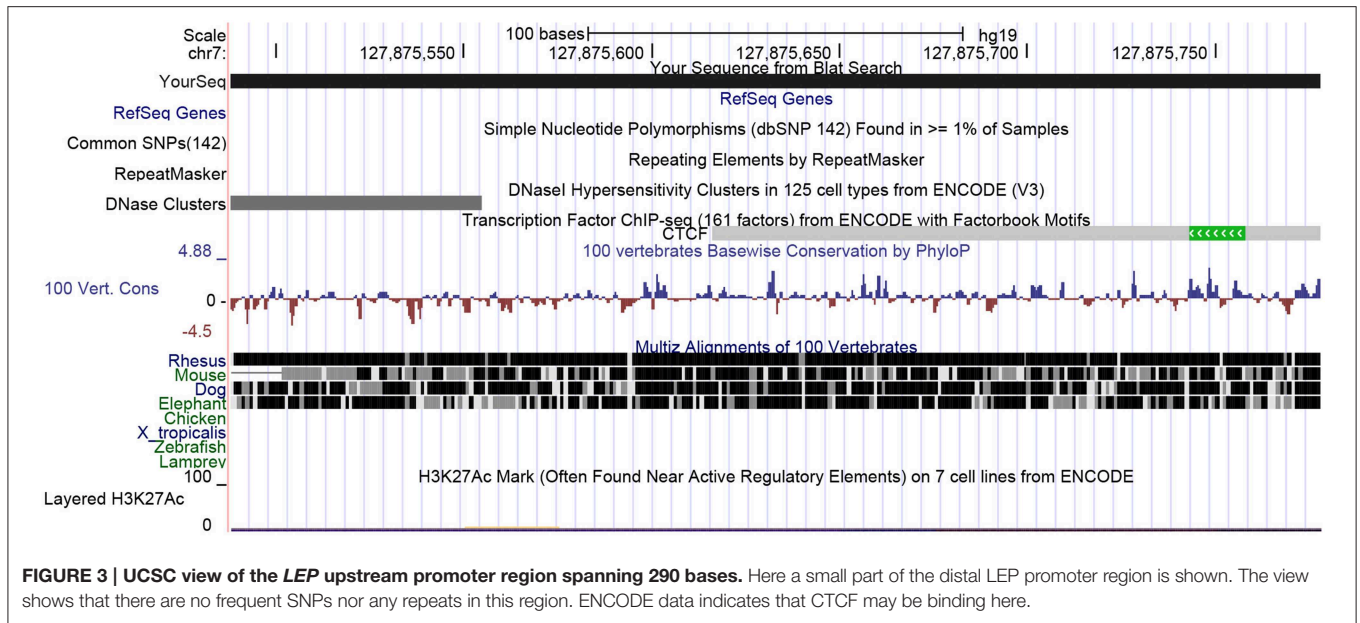 Scale 100 bases hg19
chr7: 127,875,550 127,875,600 127,875,650 127,875,700 127,875,750
Your Sequence from Blat Search
YourSeq
RefSeq Genes
RefSeq Genes
Simple Nucleotide Polymorphisms (dbSNP 142) Found in >= 1% of Samples
Common SNPs(142)
Repeating Elements by RepeatMasker
RepeatMasker
DNaseI Hypersensitivity Clusters in 125 cell types from ENCODE (V3)
DNase Clusters
Transcription Factor ChIP-seq (161 factors) from ENCODE with Factorbook Motifs
CTCF
4.88 _ 100 vertebrates Basewise Conservation by PhyloP
100 Vert. Cons
0 -
-4.5
Multiz Alignments of 100 Vertebrates
Rhesus
Mouse
Dog
Elephant
Chicken
X_tropicalis
Zebrafish
Lamprey
H3K27Ac Mark (Often Found Near Active Regulatory Elements) on 7 cell lines from ENCODE
100 _
Layered H3K27Ac
0
FIGURE 3 | UCSC view of the LEP upstream promoter region spanning 290 bases. Here a small part of the distal LEP promoter region is shown. The view
shows that there are no frequent SNPs nor any repeats in this region. ENCODE data indicates that CTCF may be binding here.